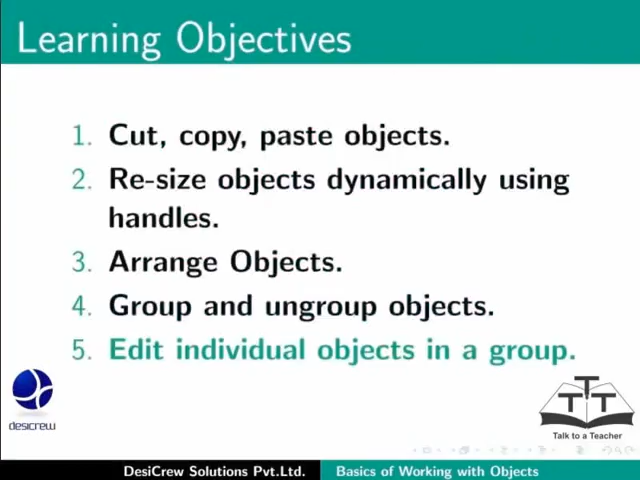 Learning Objectives
1. Cut, copy, paste objects.
2. Re-size objects dynamically using
handles.
3. Arrange Objects.
4. Group and ungroup objects.
5. Edit individual objects in a group.
desicrew
TTT
Talk to a Teacher
DesiCrew Solutions Pvt.Ltd. Basics of Working with Objects